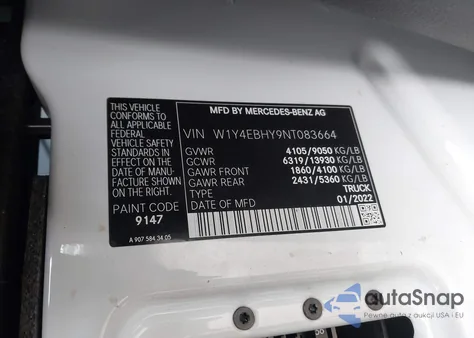 MFD BY MERCEDES-BENZ AG
THIS VEHICLE
CONFORMS TO
ALL APPLICABLE
FEDERAL MOTOR
VEHICLE SAFETY
STANDARDS IN
EFFECT ON THE
DATE OF MANU-
FACTURE SHOWN
ON THE RIGHT.
PAINT CODE
9147
A 907 584 34 05
VIN W1Y4EBHY9NT083664
GVWR 4105/9050 KG/LB
GCWR 6319/13930 KG/LB
GAWR FRONT 1860/4100 KG/LB
GAWR REAR 2431/5360 KG/LB
TRUCK
DATE OF MFD 01/2022
autoSnap
Pewne auta z aukcji USA i EU